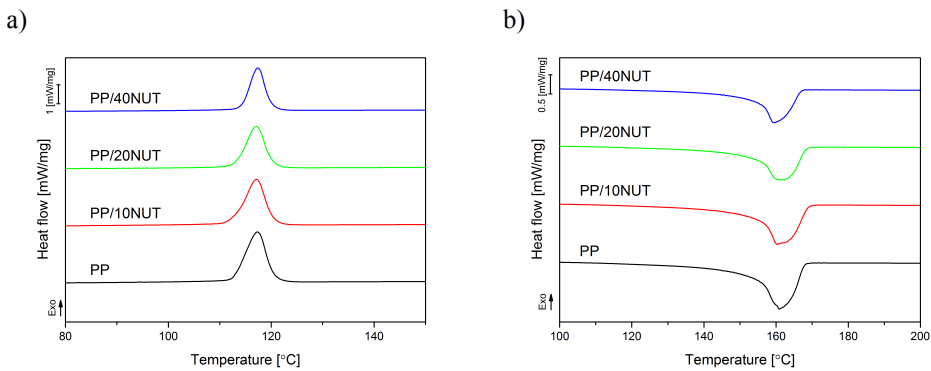 a)
1 [mW/mg]
Heat flow [mW/mg]
Exo
PP/40NUT
PP/20NUT
PP/10NUT
PP
80
100
120
140
Temperature [°C]
b)
0.5 [mW/mg]
Heat flow [mW/mg]
Exo
PP/40NUT
PP/20NUT
PP/10NUT
PP
100
120
140
160
180
200
Temperature [°C]